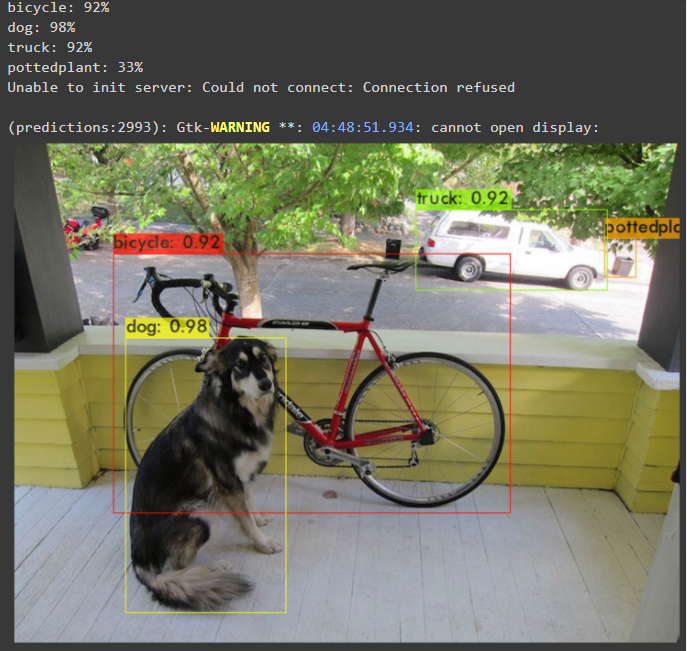 bicycle: 92%
dog: 98%
truck: 92%
pottedplant: 33%
Unable to init server: Could not connect: Connection refused
(predictions:2993): Gtk-WARNING **: 04:48:51.934: cannot open display:
truck: 0.92
pottedpla
bicycle: 0.92
dog: 0.98